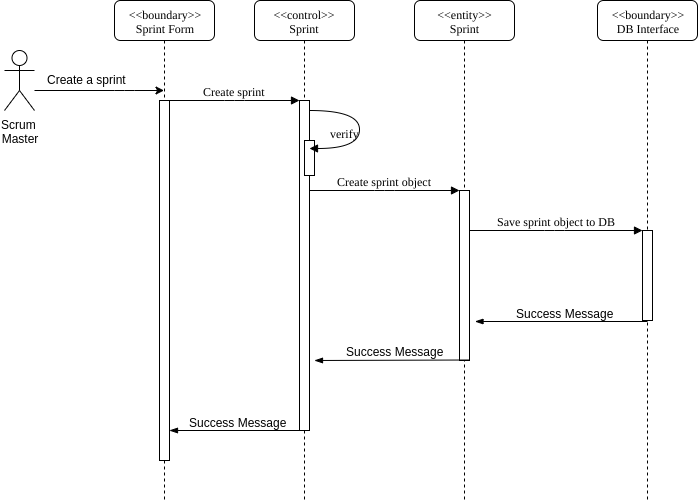 <<boundary>>
Sprint Form
<<control>>
Sprint
<<entity>>
Sprint
<<boundary>>
DB Interface
Create a sprint
Scrum
Master
Create sprint
verify
Create sprint object
Save sprint object to DB
Success Message
Success Message
Success Message